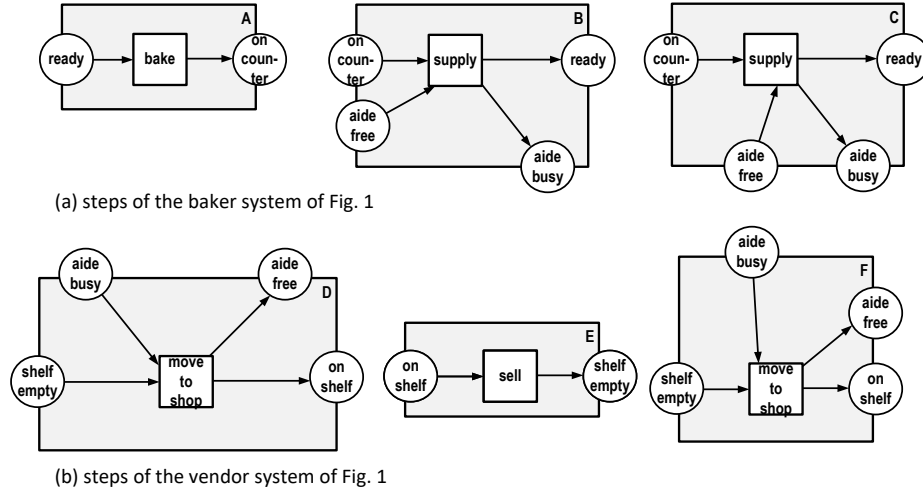 A
ready
bake
on
coun-
ter
B
on
coun-
ter
supply
ready
aide
free
aide
busy
C
on
coun-
ter
supply
ready
aide
free
aide
busy
(a) steps of the baker system of Fig. 1
aide
busy
aide
free
D
shelf
empty
move
to
shop
on
shelf
E
on
shelf
sell
shelf
empty
aide
busy
F
aide
free
shelf
empty
move
to
shop
on
shelf
(b) steps of the vendor system of Fig. 1